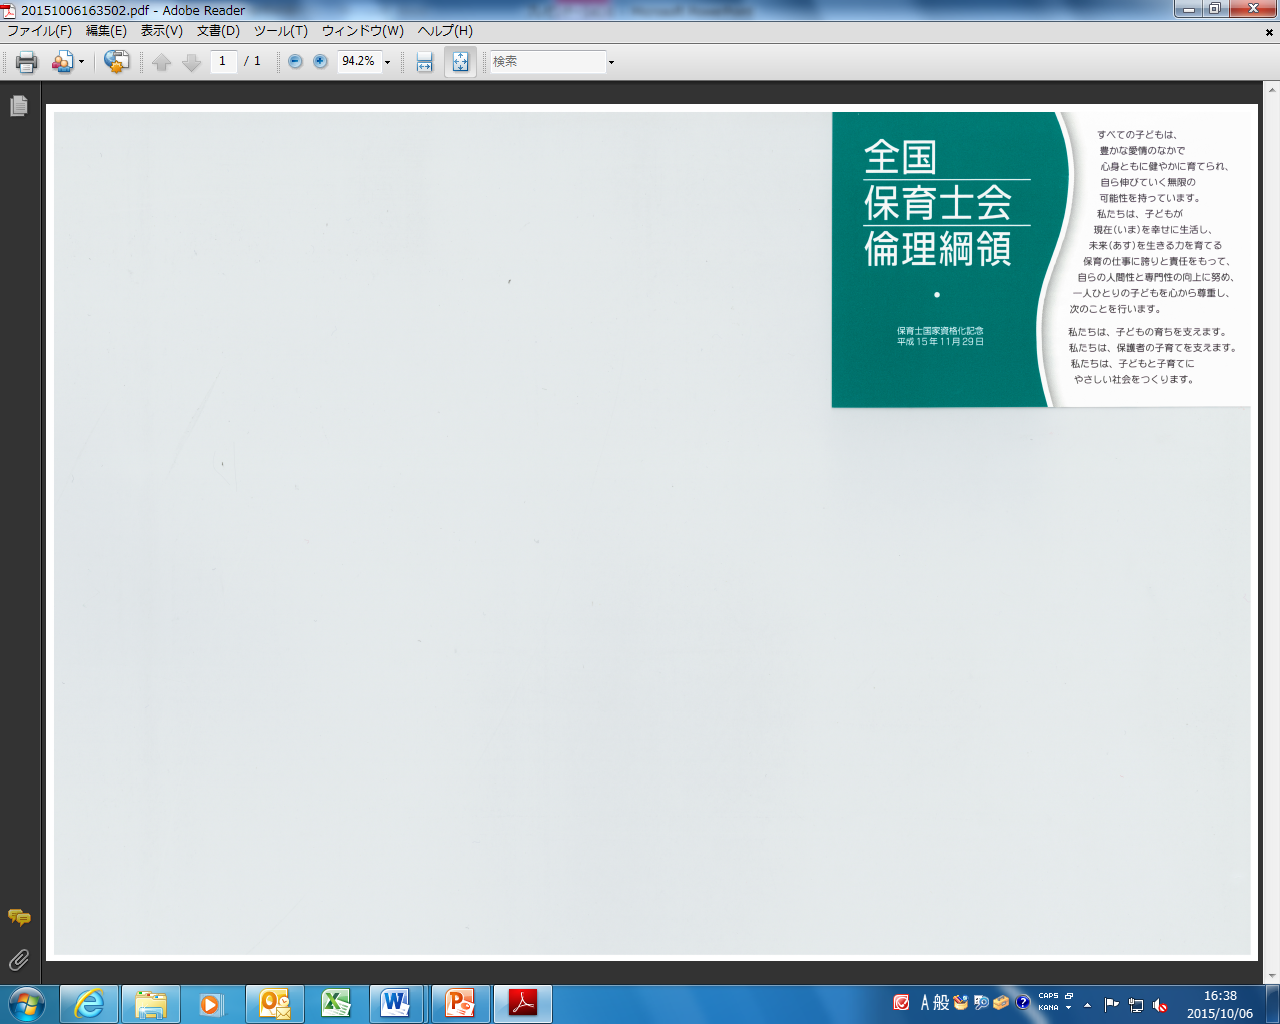 20151006163502.pdf - Adobe Reader
ファイル(F) 編集(E) 表示(V) 文書(D) ツール(T) ウィンドウ(W) ヘルプ(H)
1 / 1 94.2% 検索
全国
保育士会
倫理綱領
保育士国家資格化記念
平成15年11月29日
すべての子どもは、
豊かな愛情のなかで
心身ともに健やかに育てられ、
自ら伸びていく無限の
可能性を持っています。
私たちは、子どもが
現在(いま)を幸せに生活し、
未来(あす)を生きる力を育てる
保育の仕事に誇りと責任をもって、
自らの人間性と専門性の向上に努め、
一人ひとりの子どもを心から尊重し、
次のことを行います。
私たちは、子どもの育ちを支えます。
私たちは、保護者の子育てを支えます。
私たちは、子どもと子育てに
やさしい社会をつくります。
A 般 CAPS
KANA
16:38
2015/10/06